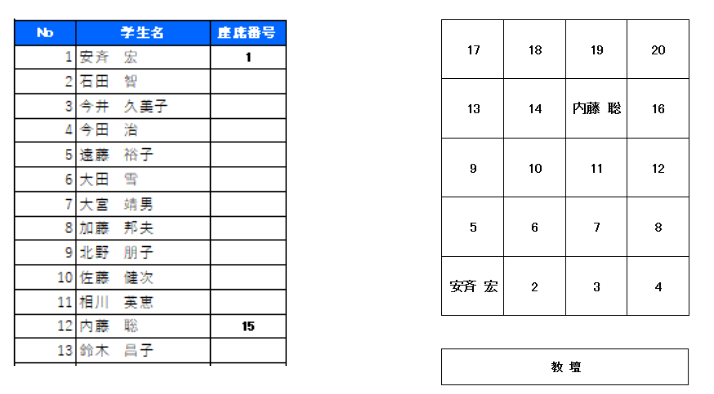 No 学生名 座席番号
1 安斉 宏 1
2 石田 智
3 今井 久美子
4 今田 治
5 遠藤 裕子
6 大田 雪
7 大宮 靖男
8 加藤 邦夫
9 北野 朋子
10 佐藤 健次
11 相川 英恵
12 内藤 聡 15
13 鈴木 昌子
17 18 19 20
13 14 内藤 聡 16
9 10 11 12
5 6 7 8
安斉 宏 2 3 4
教壇